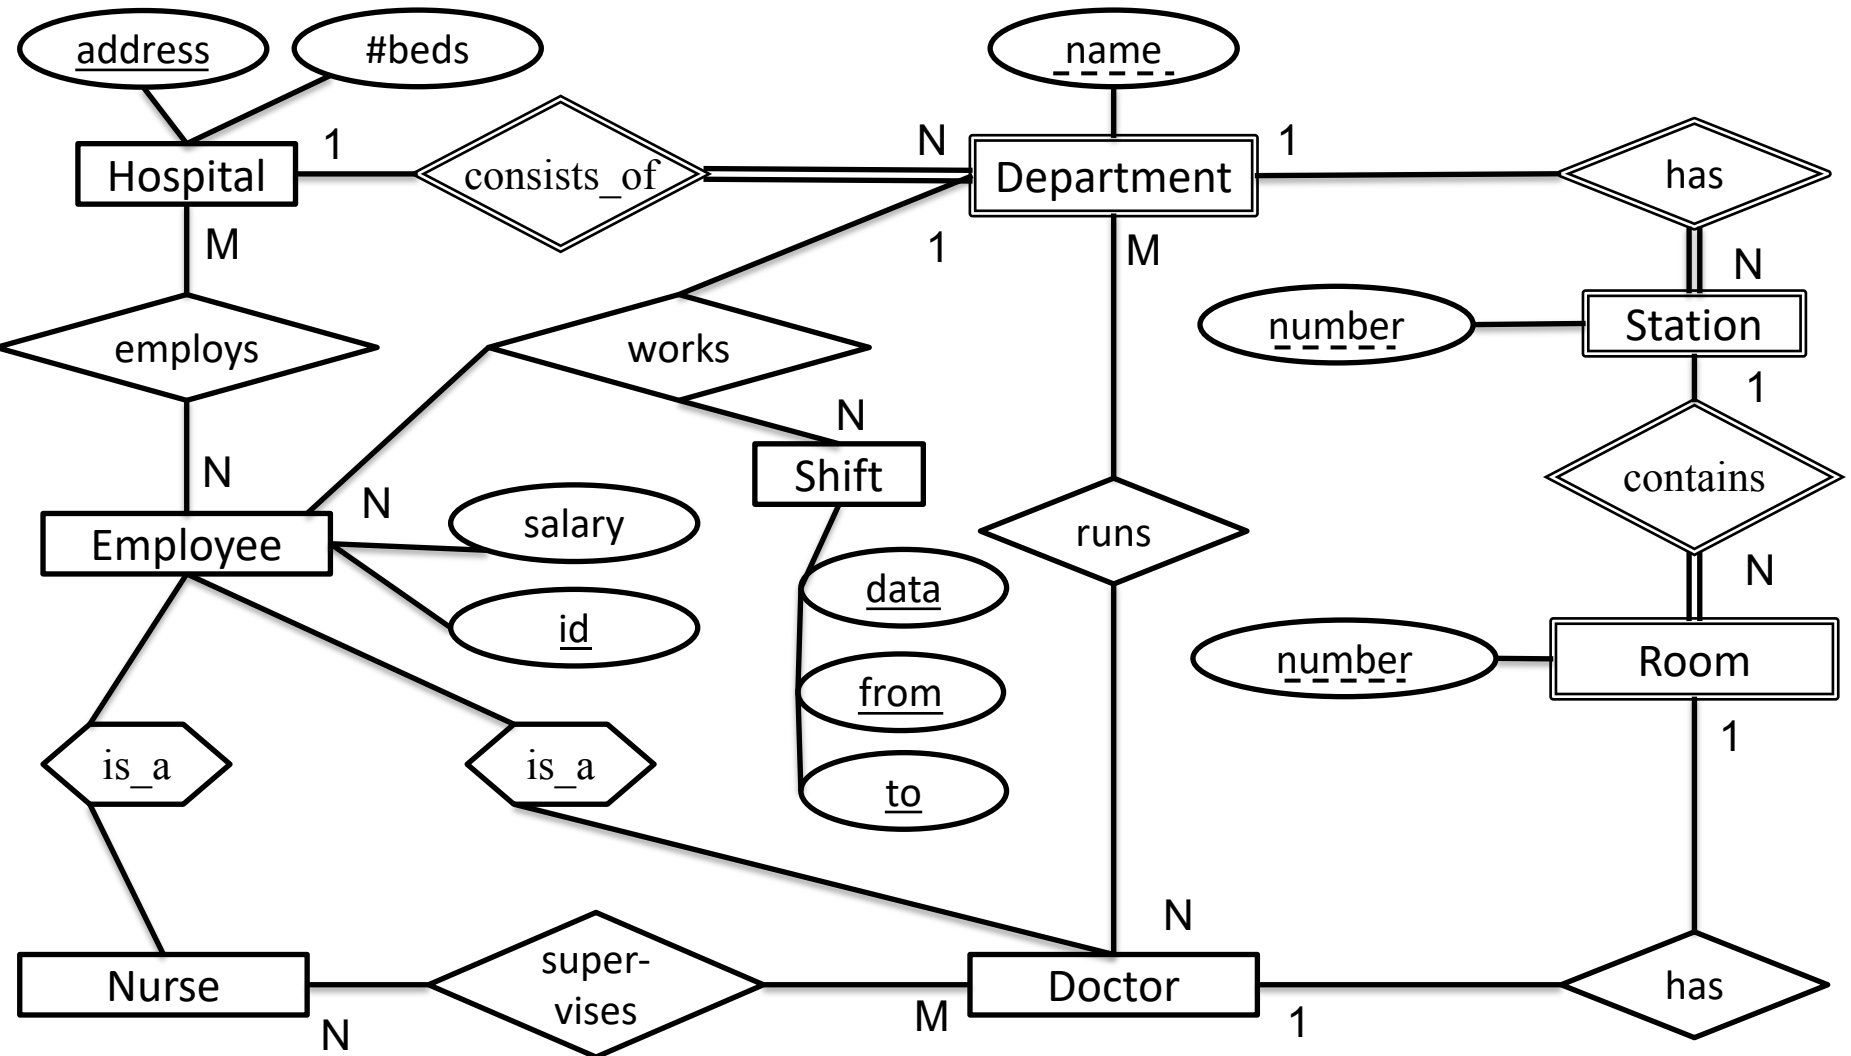 address
#beds
name
1
N
1
Hospital
consists_of
Department
has
M
1
M
N
number
Station
employs
works
1
N
N
N
Shift
contains
salary
Employee
runs
N
data
id
number
Room
from
1
is_a
is_a
to
N
super-
vises
Nurse
Doctor
has
N
M
1